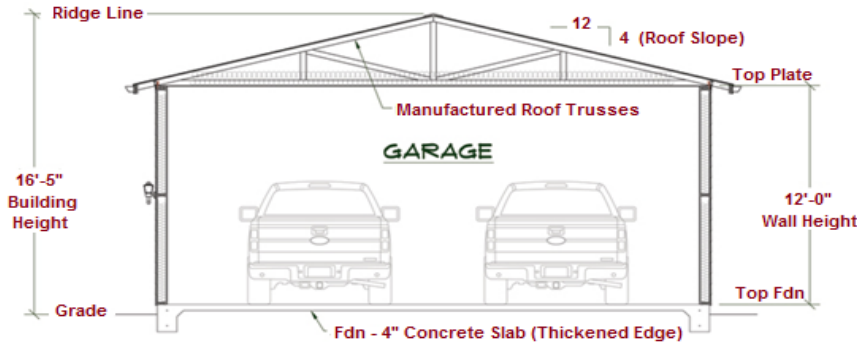 Ridge Line
12
4 (Roof Slope)
Top Plate
Manufactured Roof Trusses
GARAGE
16'-5"
Building
Height
12'-0"
Wall Height
Top Fdn
Grade
Fdn - 4" Concrete Slab (Thickened Edge)